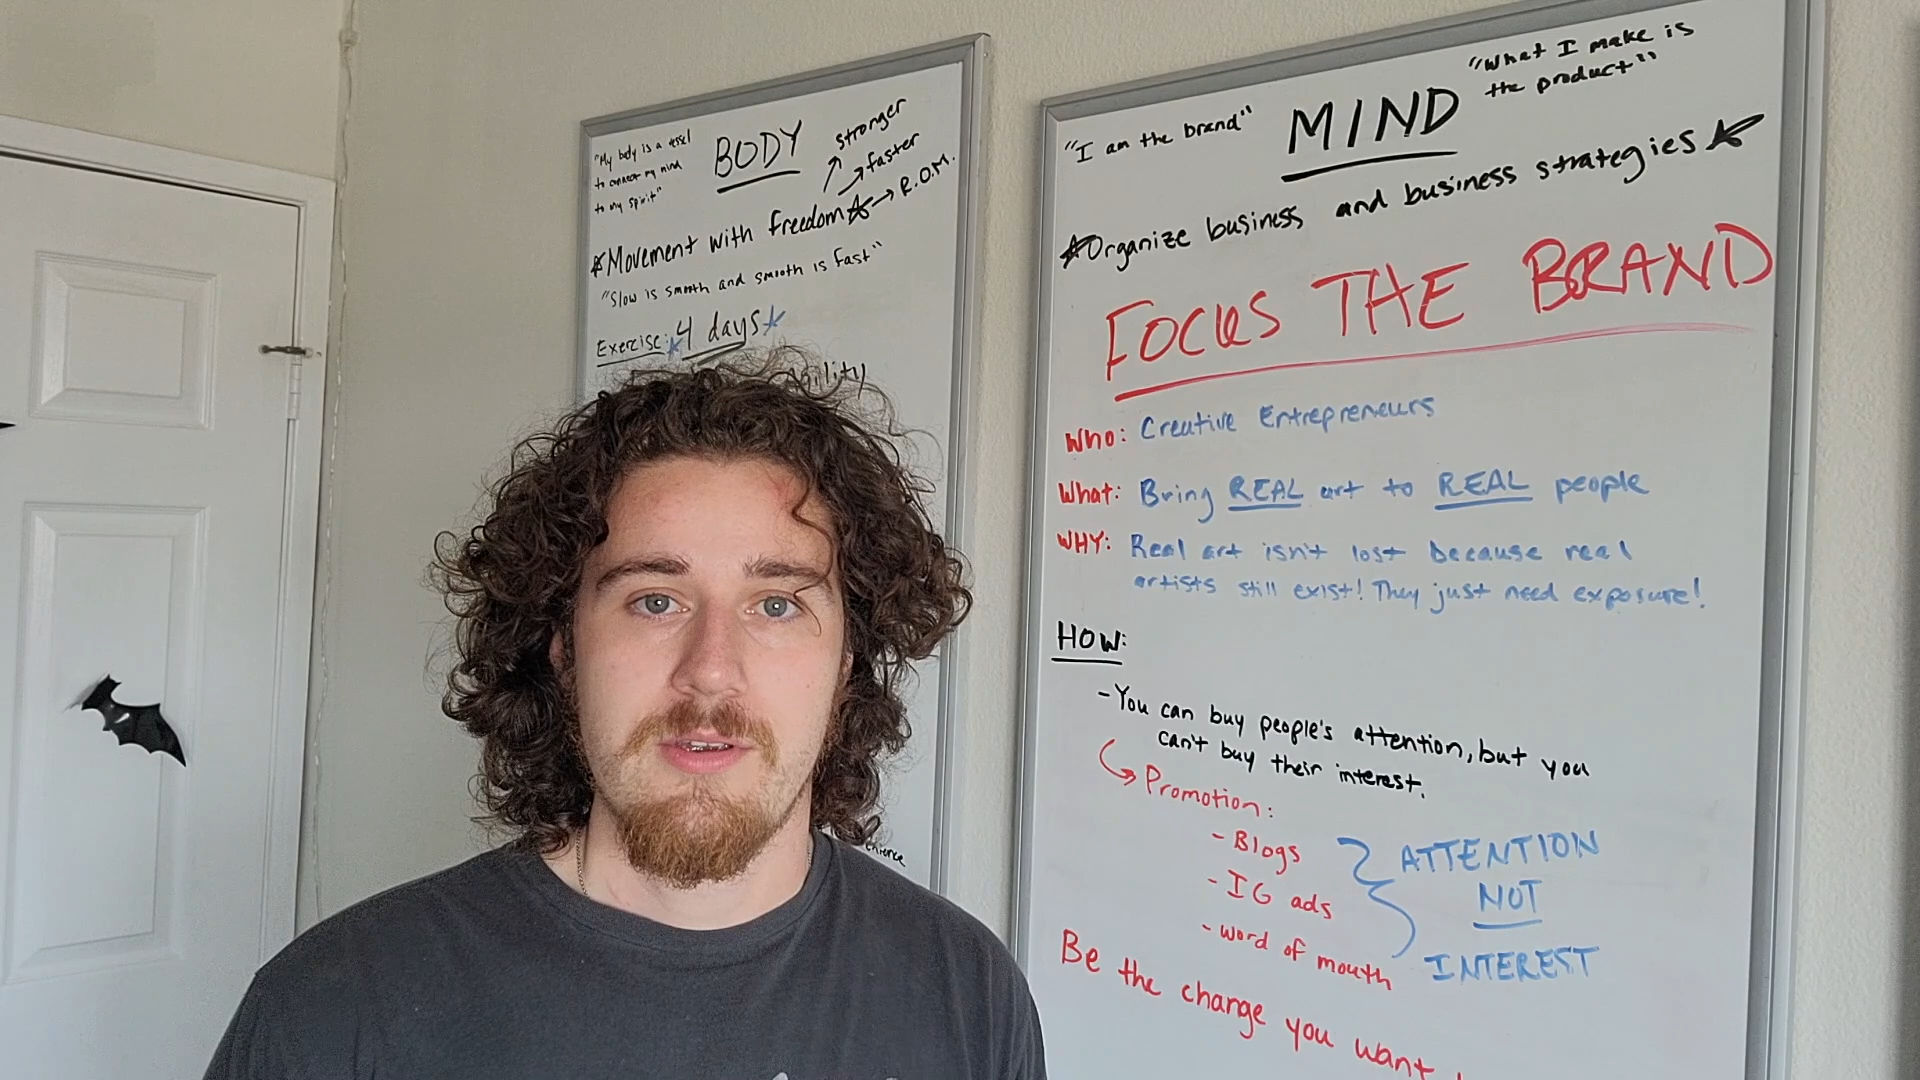 "My body is a vessel
to connect my mind
to my spirit"
BODY
stronger
faster
R.O.M.
Movement with freedom
"Slow is smooth and smooth is fast"
Exercise: 4 days
"I am the brand"
MIND
"What I make is
the product"
Organize business and business strategies
FOCUS THE BRAND
Who: Creative Entrepreneurs
What: Bring REAL art to REAL people
WHY: Real art isn't lost because real
artists still exist! They just need exposure!
HOW:
- You can buy people's attention, but you
can't buy their interest.
Promotion:
- Blogs
- IG ads
- word of mouth
ATTENTION
NOT
INTEREST
Be the change you want